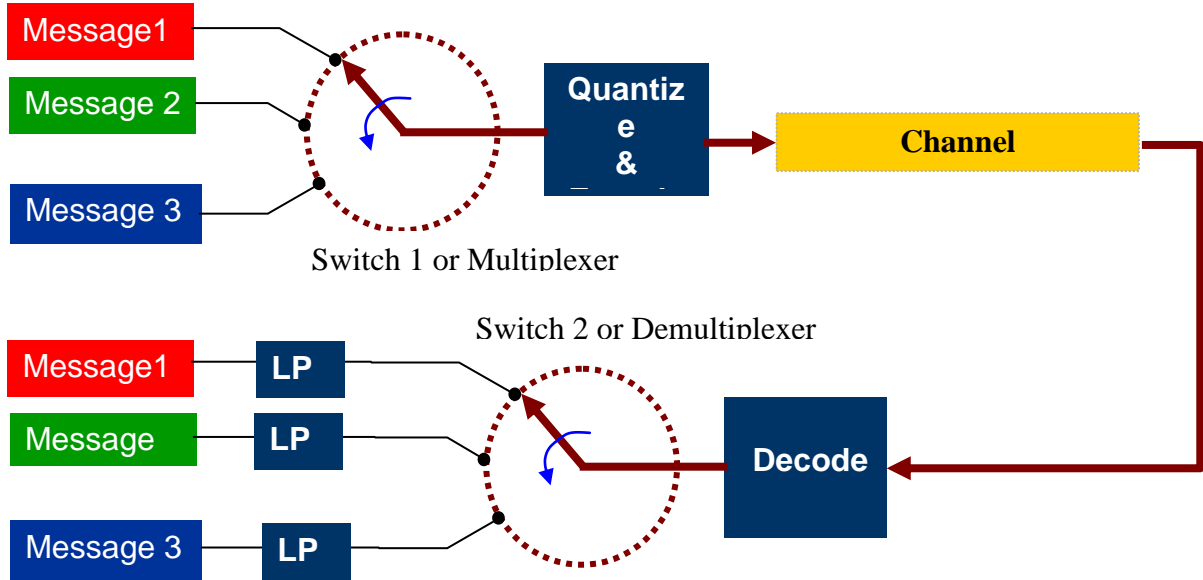 Message1
Message 2
Message 3
Quantiz
e
&
Channel
Switch 1 or Multiplexer
Switch 2 or Demultiplexer
Message1
LP
Message
LP
Decode
Message 3
LP